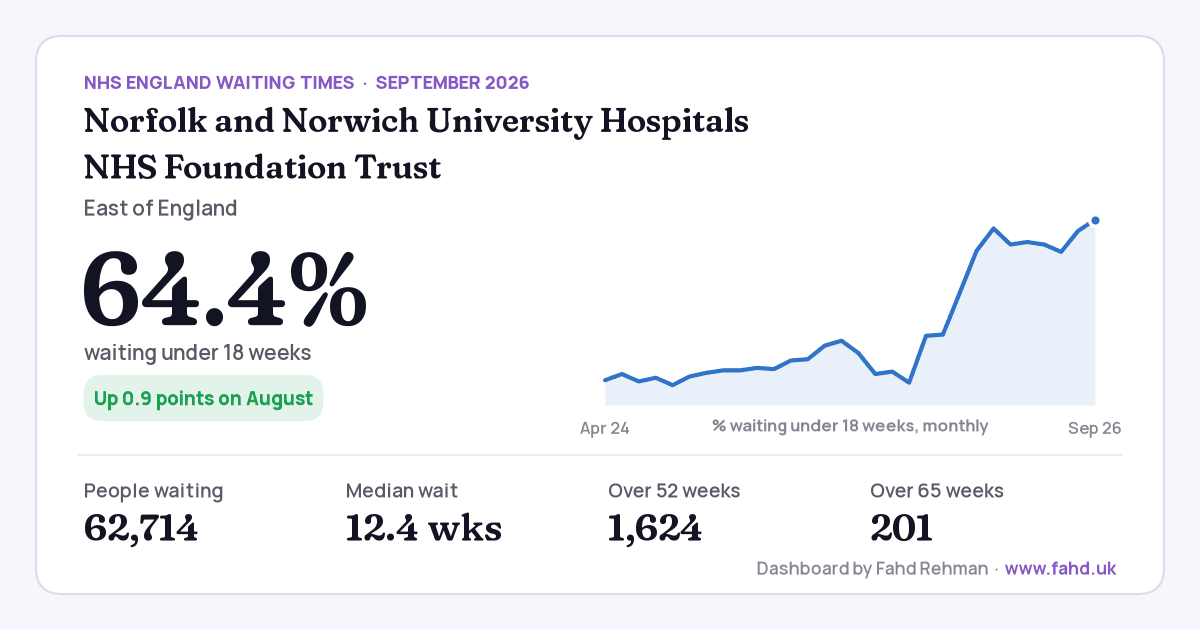 NHS ENGLAND WAITING TIMES · SEPTEMBER 2026
Norfolk and Norwich University Hospitals
NHS Foundation Trust
East of England
64.4%
waiting under 18 weeks
Up 0.9 points on August
Apr 24
% waiting under 18 weeks, monthly
Sep 26
People waiting
62,714
Median wait
12.4 wks
Over 52 weeks
1,624
Over 65 weeks
201
Dashboard by Fahd Rehman · www.fahd.uk